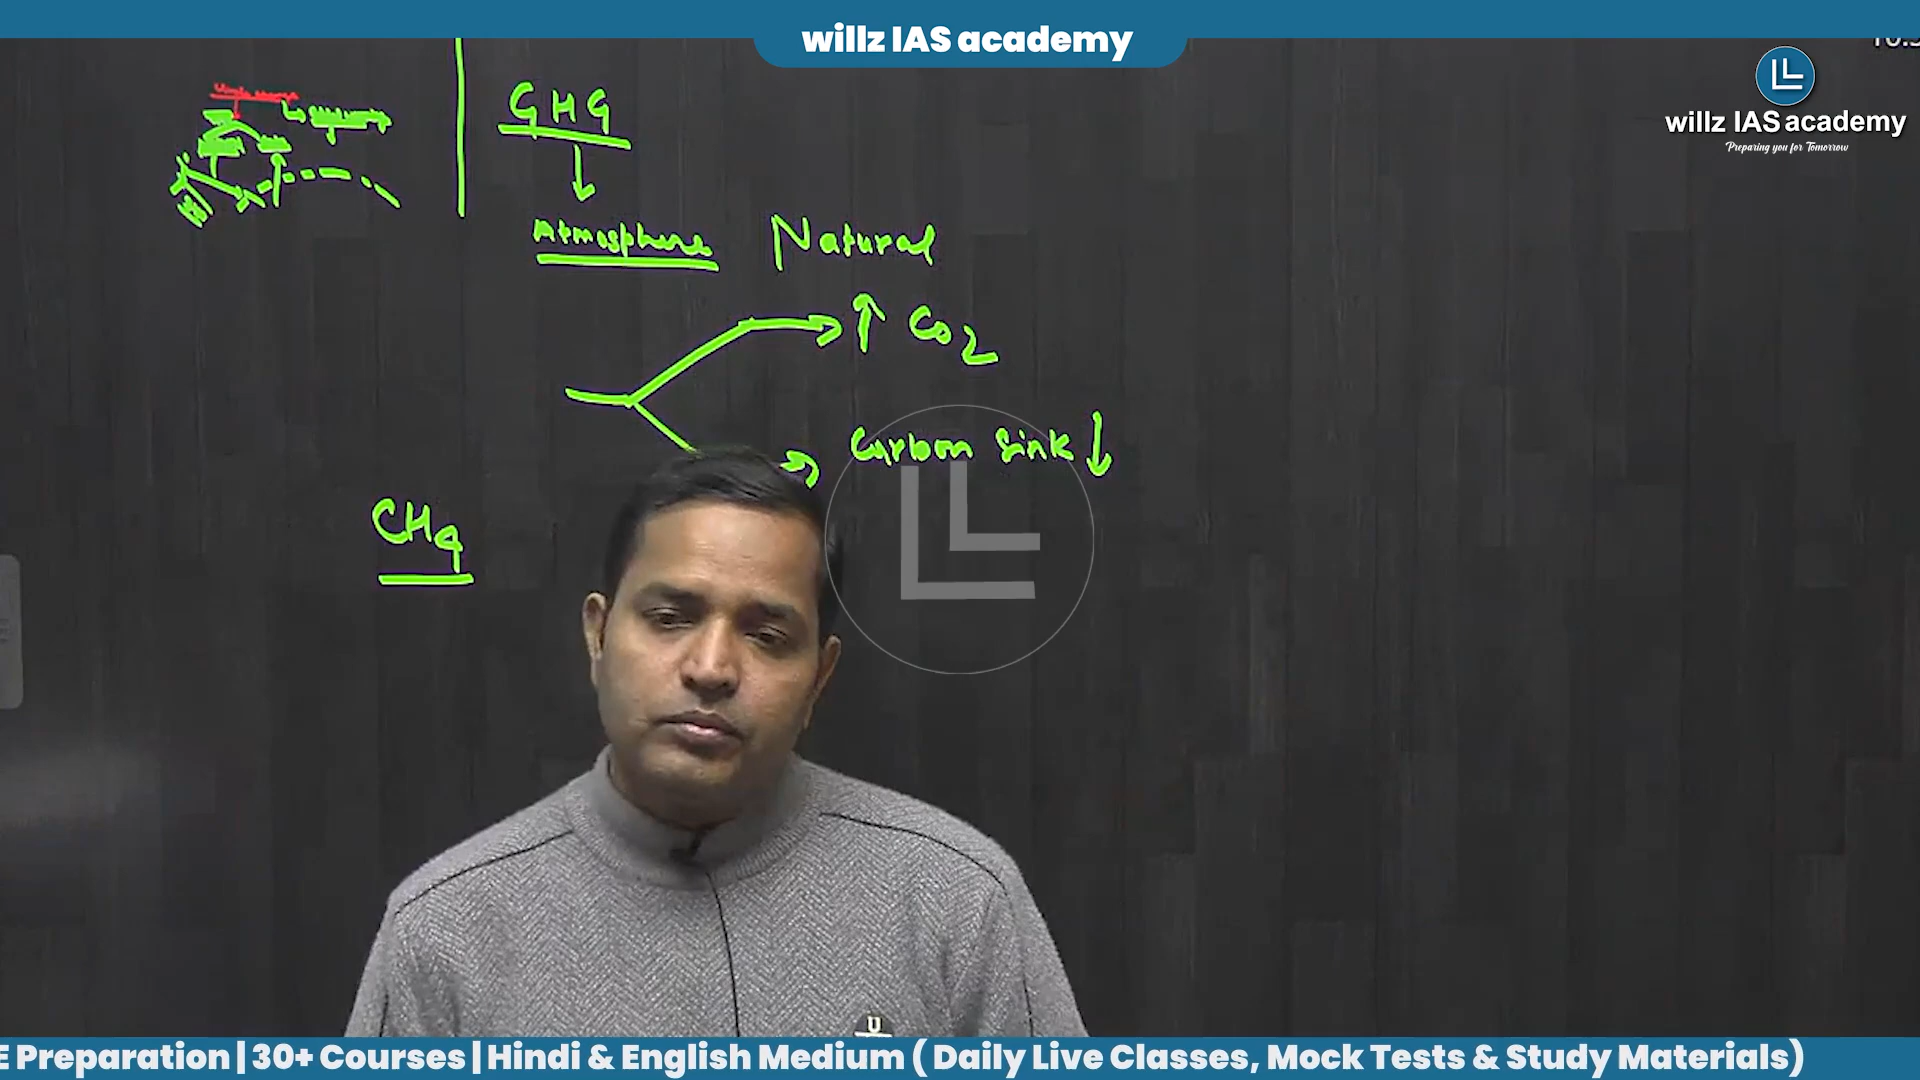 willz IAS academy
willz IAS academy
Preparing you for Tomorrow
GHG
Atmosphere Natural
↑ CO2
Carbon Sink ↓
CH4
U
E Preparation | 30+ Courses | Hindi & English Medium ( Daily Live Classes, Mock Tests & Study Materials)